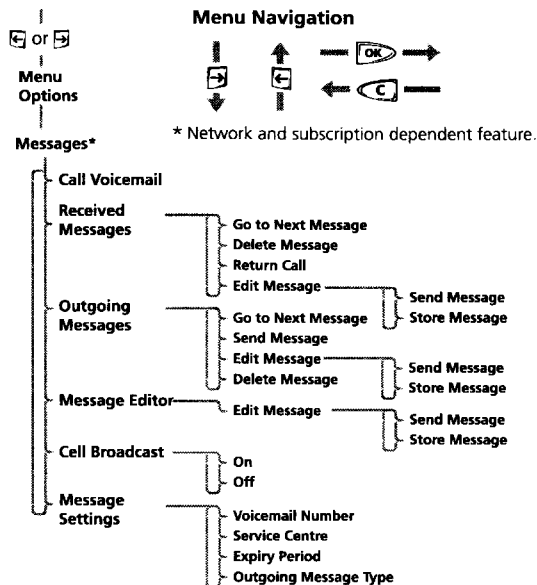 Menu Navigation
or
OK
C
Menu
Options
* Network and subscription dependent feature.
Messages*
Call Voicemail
Received
Messages
Go to Next Message
Delete Message
Return Call
Edit Message
Send Message
Store Message
Outgoing
Messages
Go to Next Message
Send Message
Edit Message
Send Message
Store Message
Delete Message
Message Editor
Edit Message
Send Message
Store Message
Cell Broadcast
On
Off
Message
Settings
Voicemail Number
Service Centre
Expiry Period
Outgoing Message Type